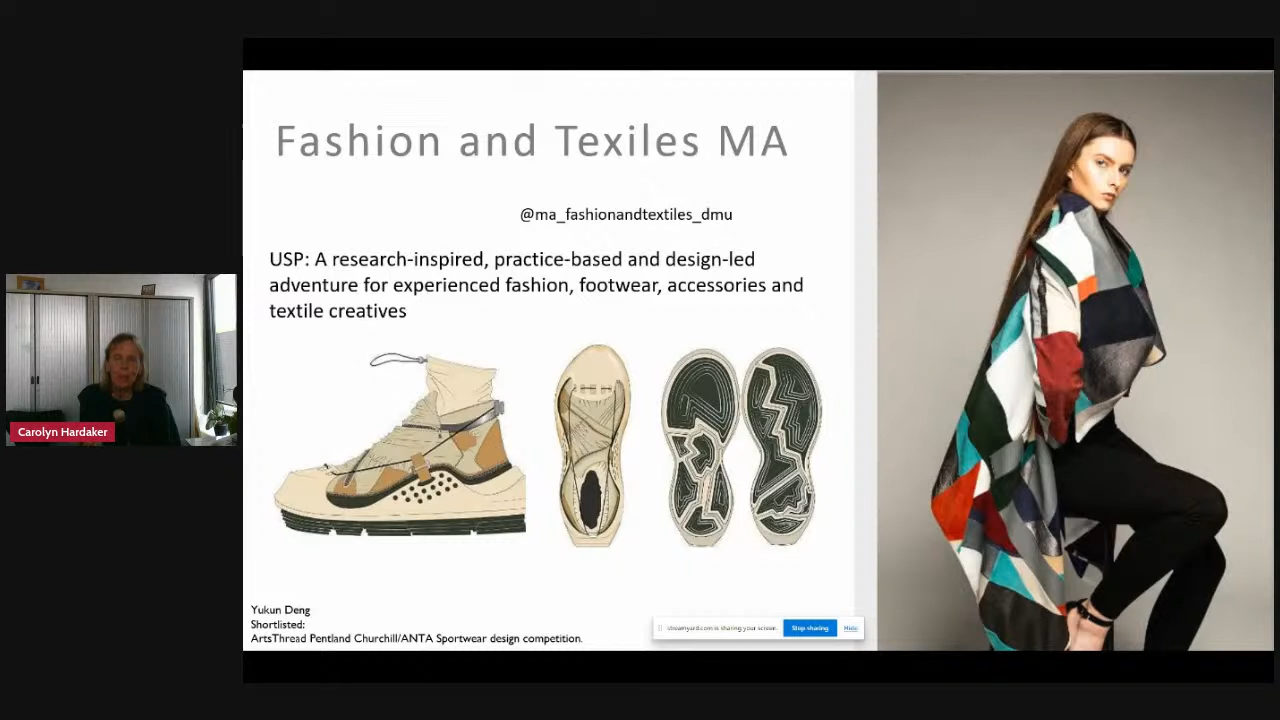 Fashion and Texiles MA
@ma_fashionandtextiles_dmu
USP: A research-inspired, practice-based and design-led
adventure for experienced fashion, footwear, accessories and
textile creatives
Carolyn Hardaker
Yukun Deng
Shortlisted:
ArtsThread Pentland Churchill/ANTA Sportwear design competition.
streamyard.com is sharing your screen. Stop sharing Hide